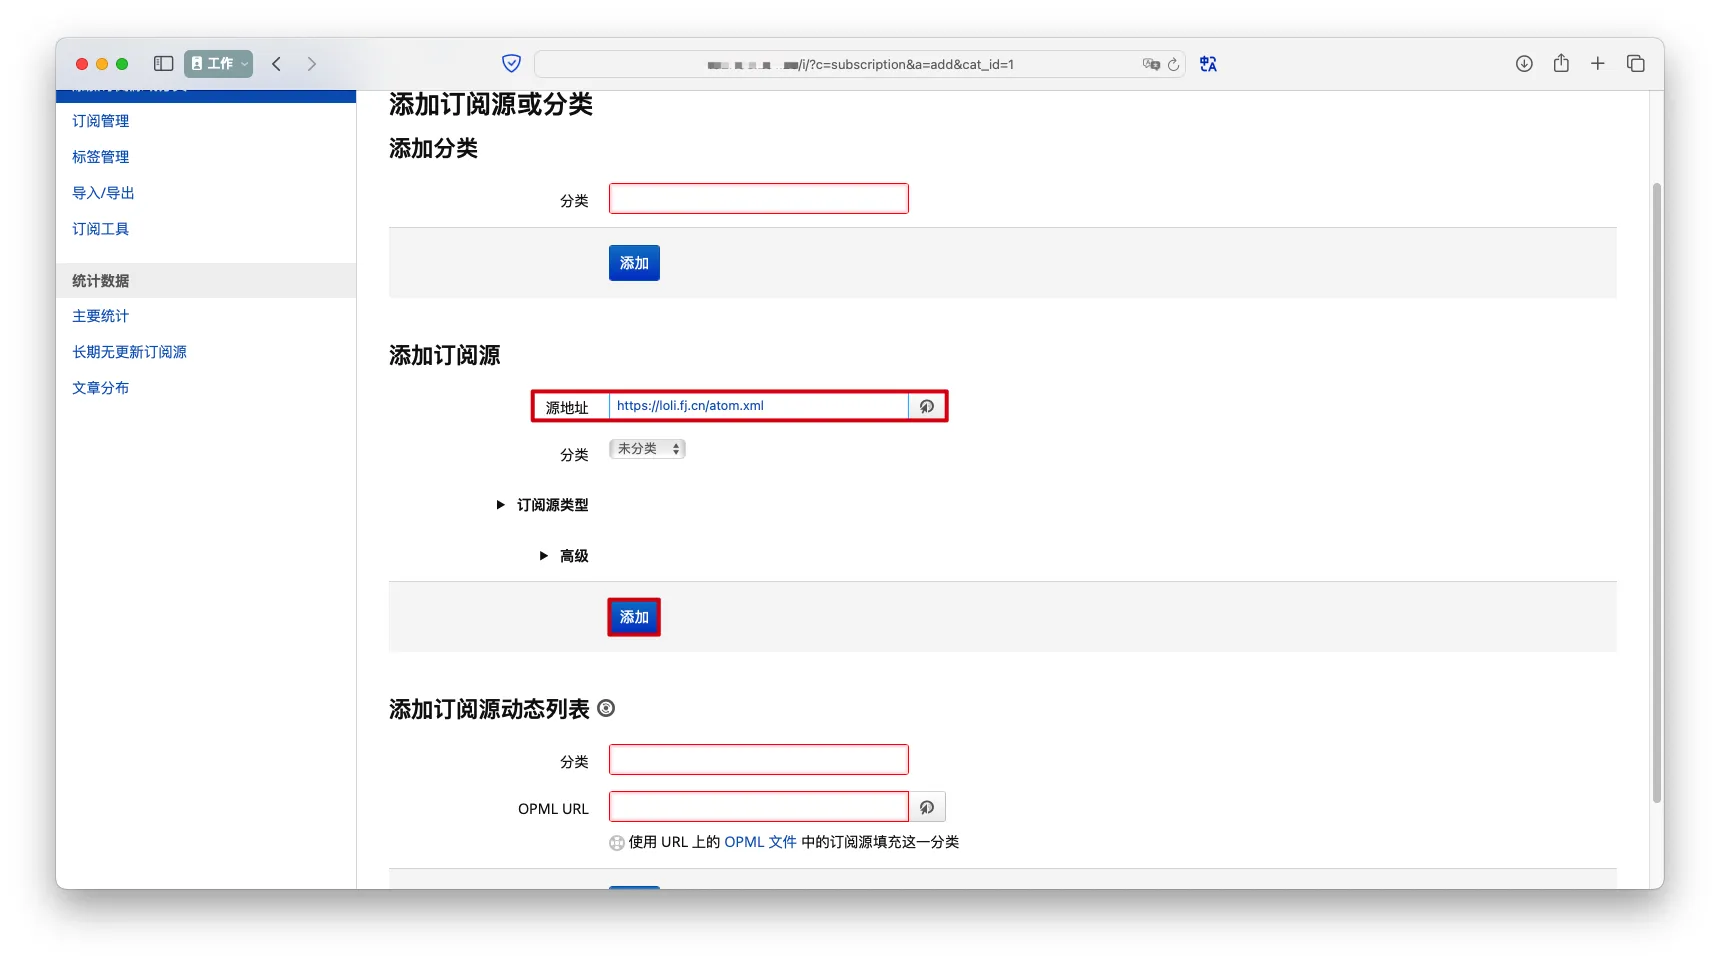 工作
/i/?c=subscription&a=add&cat_id=1
订阅管理
标签管理
导入/导出
订阅工具
统计数据
主要统计
长期无更新订阅源
文章分布
添加订阅源或分类
添加分类
分类
添加
添加订阅源
源地址 https://loli.fj.cn/atom.xml
分类 未分类
订阅源类型
高级
添加
添加订阅源动态列表
分类
OPML URL
使用 URL 上的 OPML 文件 中的订阅源填充这一分类